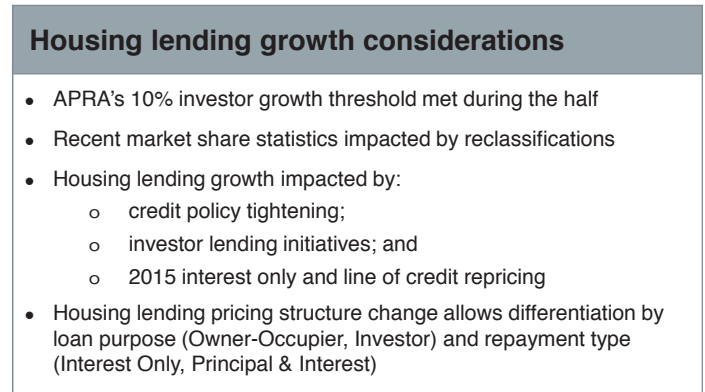 Housing lending growth considerations
• APRA's 10% investor growth threshold met during the half
• Recent market share statistics impacted by reclassifications
• Housing lending growth impacted by:
o credit policy tightening;
o investor lending initiatives; and
o 2015 interest only and line of credit repricing
• Housing lending pricing structure change allows differentiation by
loan purpose (Owner-Occupier, Investor) and repayment type
(Interest Only, Principal & Interest)